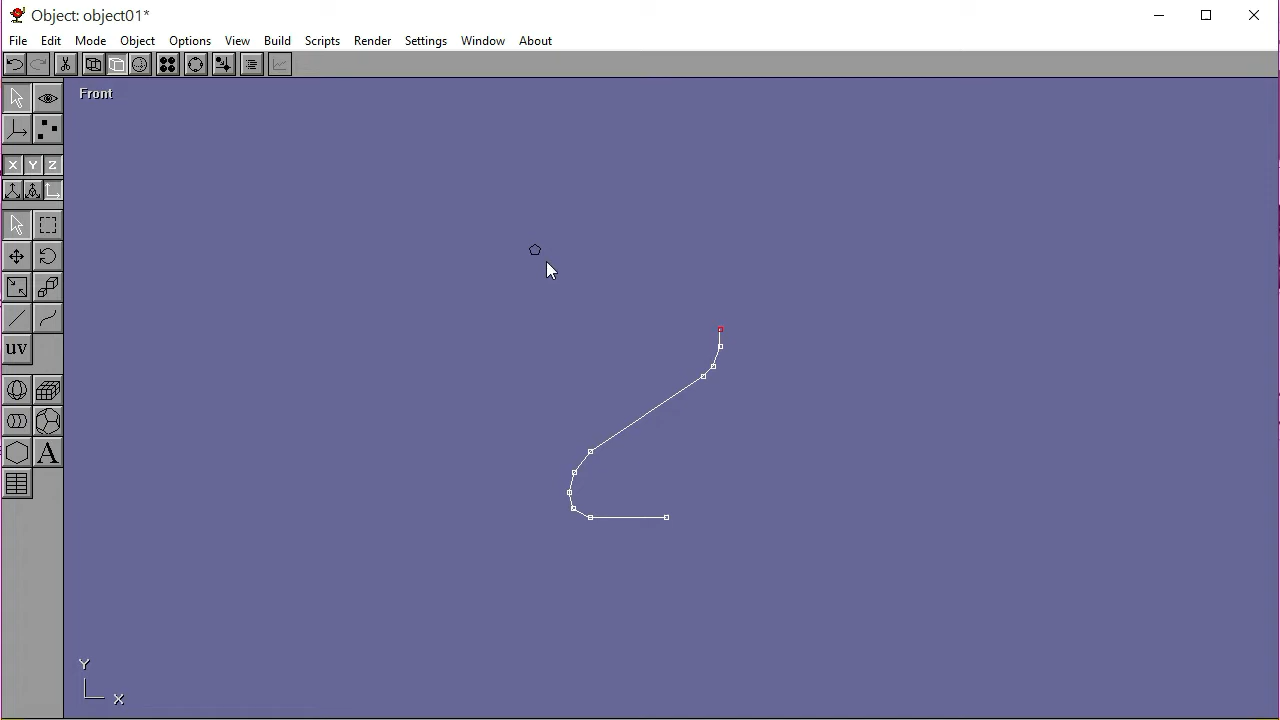 Object: object01*
File Edit Mode Object Options View Build Scripts Render Settings Window About
Front
X Y Z
UV
A
Y
X